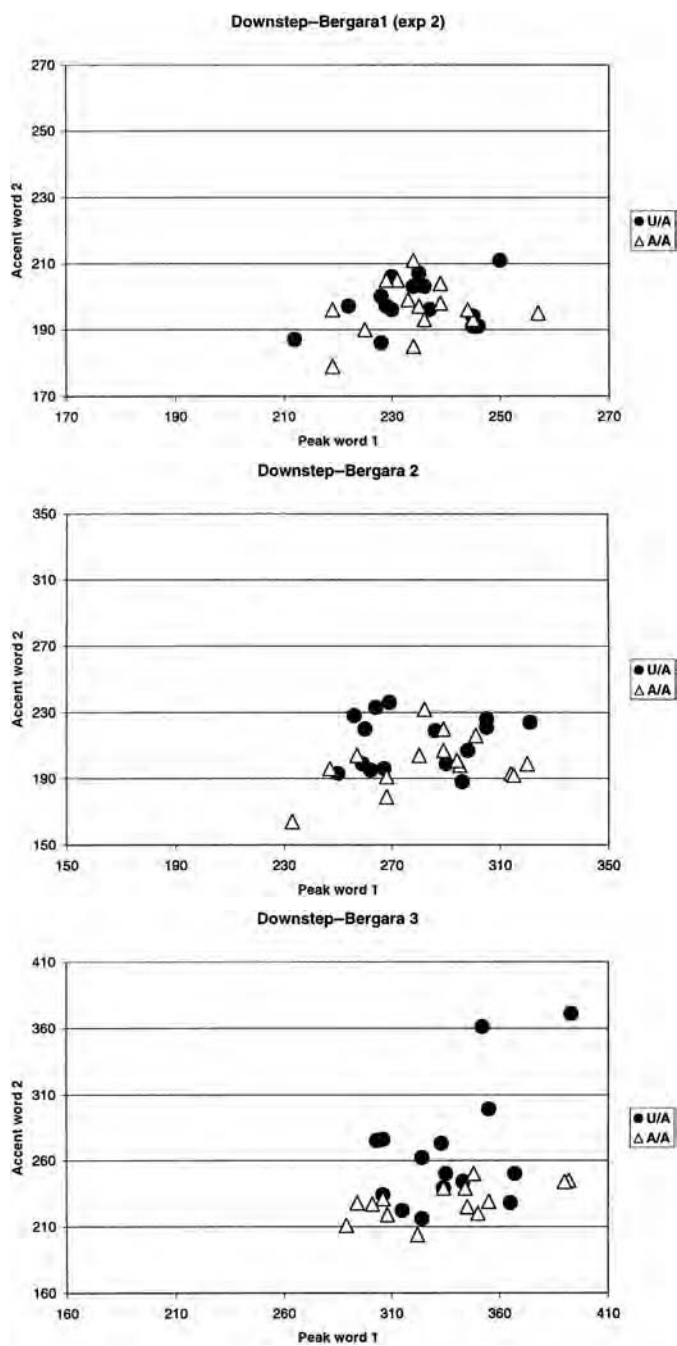 Downstep–Bergara1 (exp 2)
270
250
230
210
190
170
Accent word 2
170 190 210 230 250 270
Peak word 1
U/A
A/A
Downstep–Bergara 2
350
310
270
230
190
150
Accent word 2
150 190 230 270 310 350
Peak word 1
U/A
A/A
Downstep–Bergara 3
410
360
310
260
210
160
Accent word 2
160 210 260 310 360 410
Peak word 1
U/A
A/A